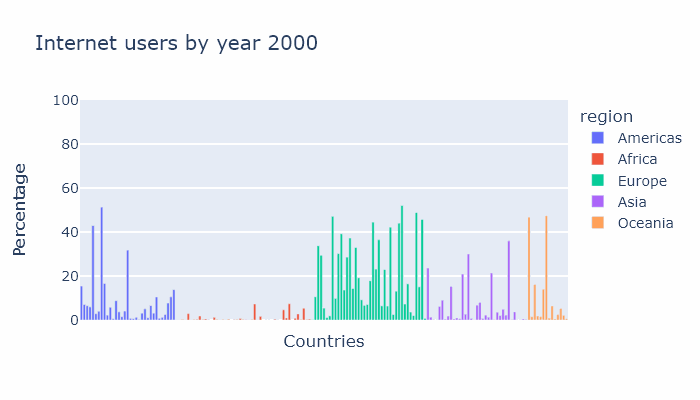 Internet users by year 2000
100
80
60
40
20
0
Percentage
Countries
region
Americas
Africa
Europe
Asia
Oceania